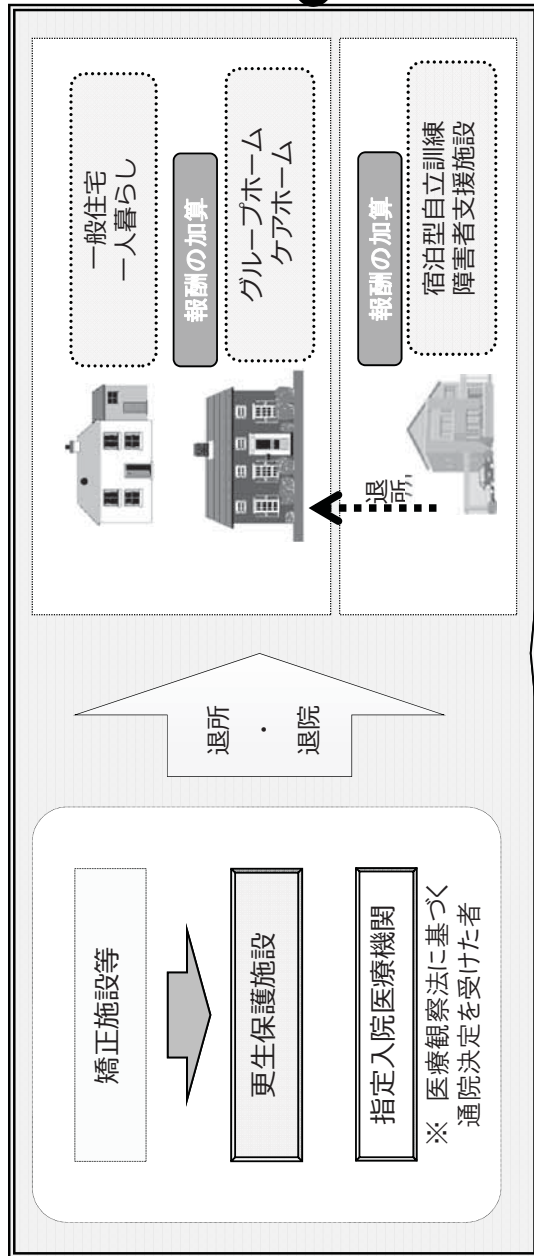 矯正施設等
更生保護施設
指定入院医療機関
※ 医療観察法に基づく
通院決定を受けた者
退所
・
退院
一般住宅
一人暮らし
報酬の加算
グループホーム
ケアホーム
退所
報酬の加算
宿泊型自立訓練
障害者支援施設